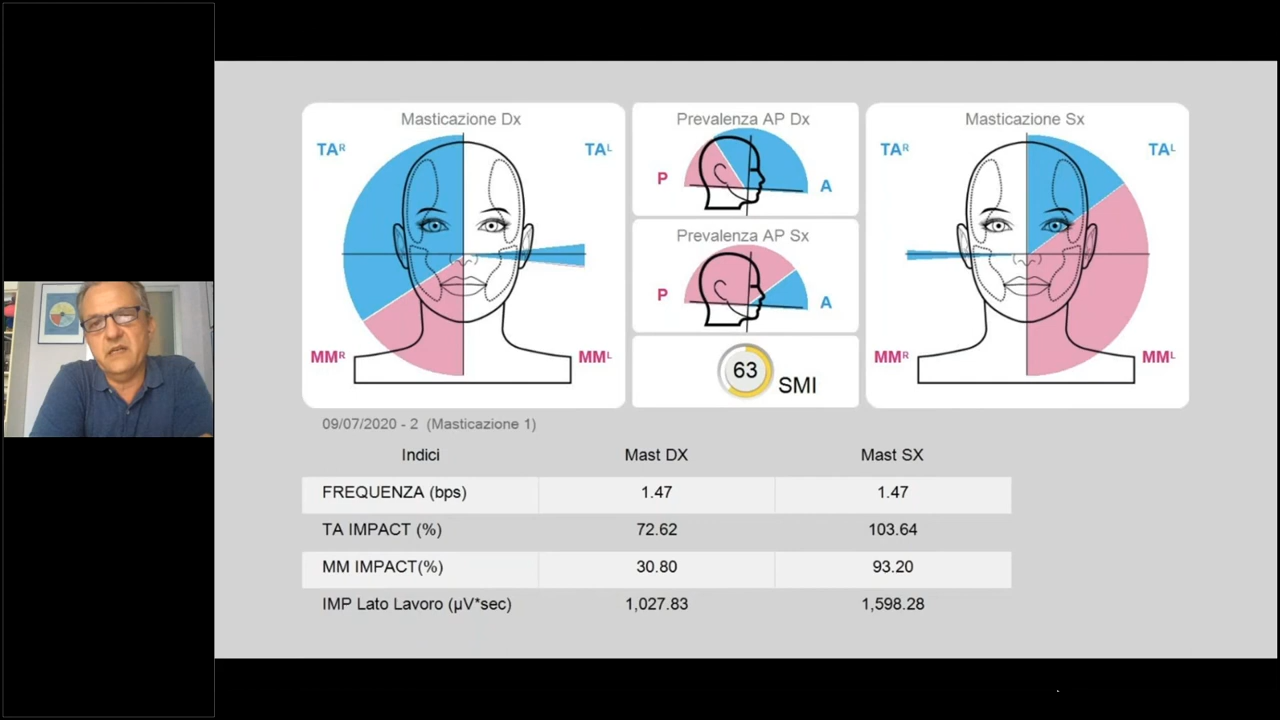 Masticazione Dx
TAᴿ
TAᴸ
MMᴿ
MMᴸ
Prevalenza AP Dx
P
A
Prevalenza AP Sx
P
A
63
SMI
Masticazione Sx
TAᴿ
TAᴸ
MMᴿ
MMᴸ
09/07/2020 - 2 (Masticazione 1)
Indici Mast DX Mast SX
FREQUENZA (bps) 1.47 1.47
TA IMPACT (%) 72.62 103.64
MM IMPACT(%) 30.80 93.20
IMP Lato Lavoro (µV*sec) 1,027.83 1,598.28